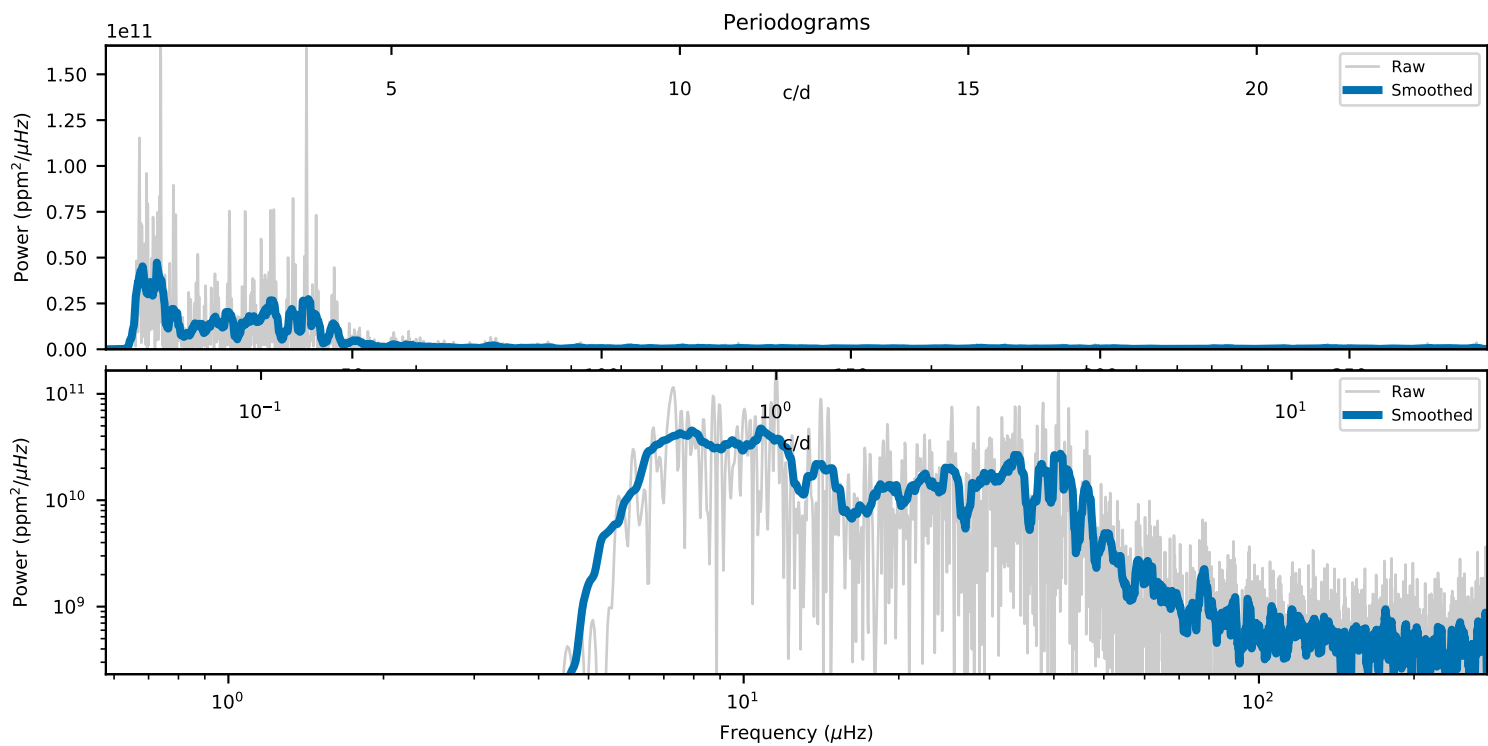 Periodograms
1e11
Power (ppm²/μHz)
1.50
1.25
1.00
0.75
0.50
0.25
0.00
5 10 15 20
c/d
Raw
Smoothed
Power (ppm²/μHz)
10¹¹
10¹⁰
10⁹
10⁻¹ 10⁰ 10¹
c/d
Raw
Smoothed
10⁰ 10¹ 10²
Frequency (μHz)